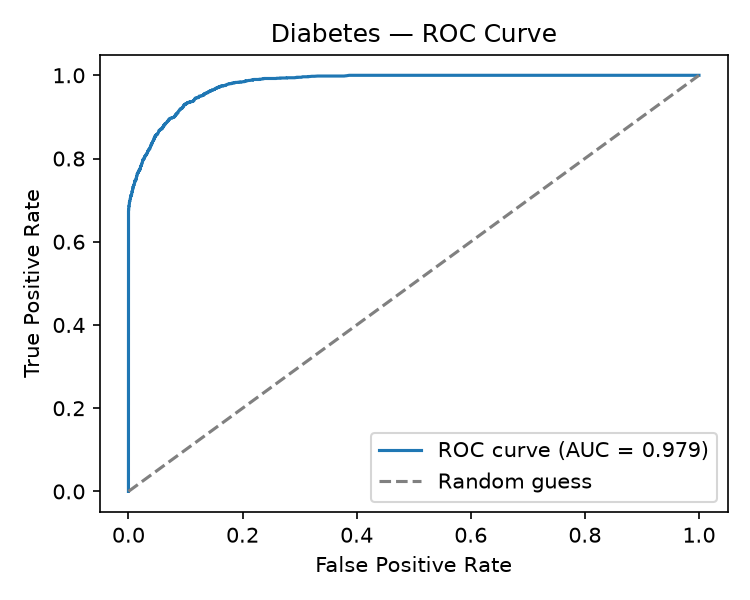 Diabetes — ROC Curve
True Positive Rate
1.0
0.8
0.6
0.4
0.2
0.0
ROC curve (AUC = 0.979)
Random guess
0.0 0.2 0.4 0.6 0.8 1.0
False Positive Rate